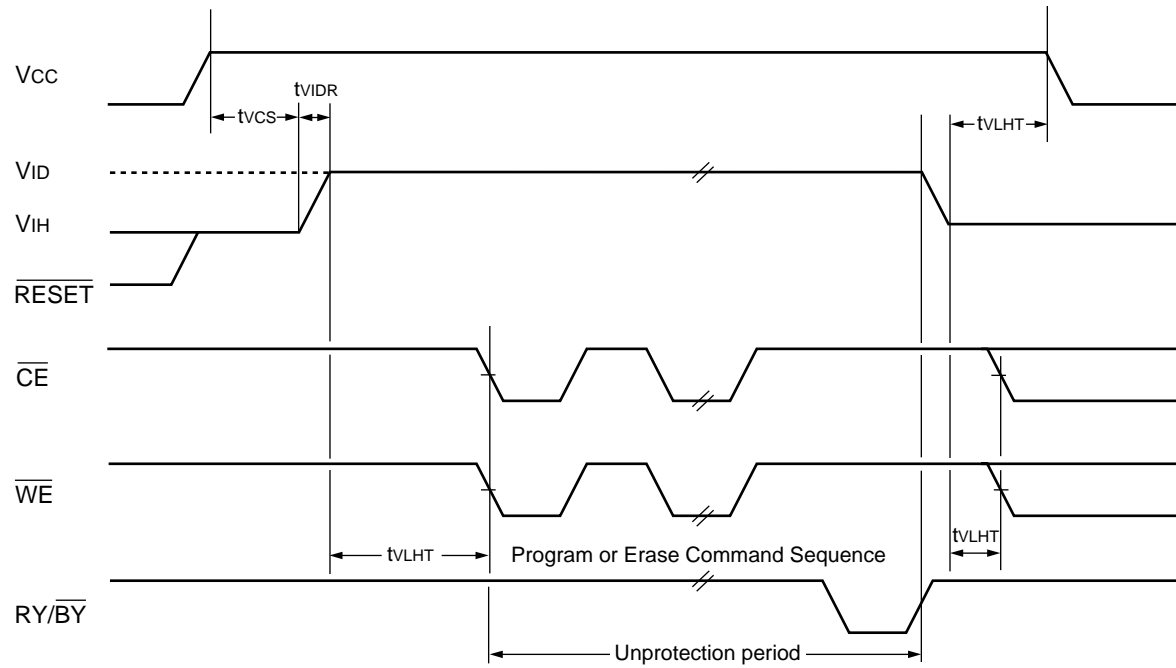 VCC
tVIDR
tVCS
tVLHT
VID
VIH
RESET
CE
WE
tVLHT
Program or Erase Command Sequence
tVLHT
RY/BY
Unprotection period